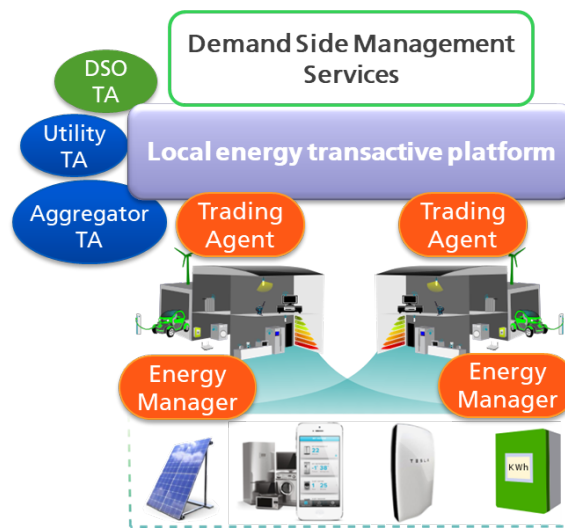 Demand Side Management
Services
DSO
TA
Utility
TA
Local energy transactive platform
Aggregator
TA
Trading
Agent
Trading
Agent
Energy
Manager
Energy
Manager
TESLA
KWh